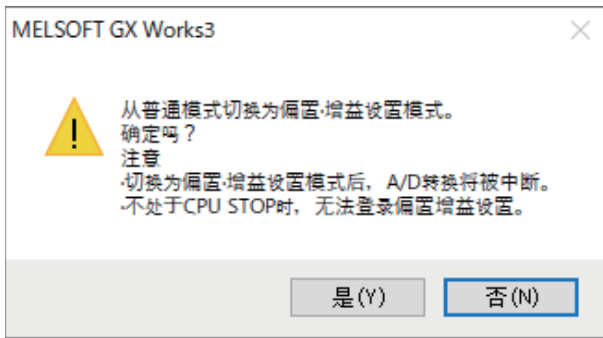 MELSOFT GX Works3
从普通模式切换为偏置·增益设置模式。
确定吗？
注意
·切换为偏置·增益设置模式后，A/D转换将被中断。
·不处于CPU STOP时，无法登录偏置增益设置。
是(Y)
否(N)